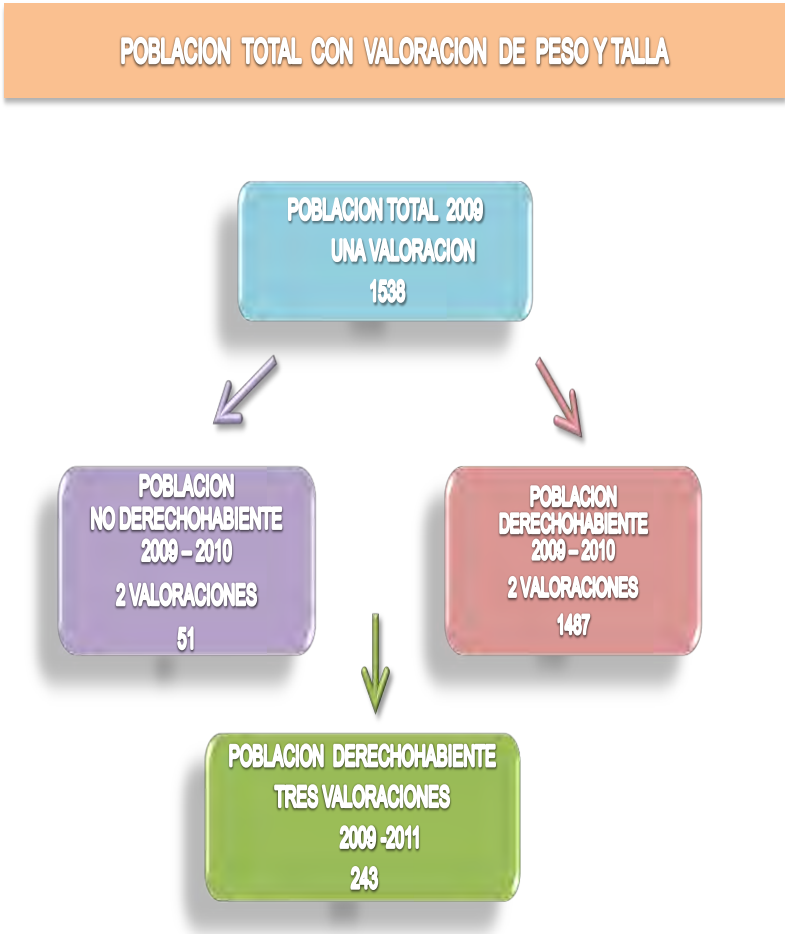 POBLACION TOTAL CON VALORACION DE PESO Y TALLA
POBLACION TOTAL 2009
UNA VALORACION
1538
POBLACION
NO DERECHOHABIENTE
2009 – 2010
2 VALORACIONES
51
POBLACION
DERECHOHABIENTE
2009 – 2010
2 VALORACIONES
1487
POBLACION DERECHOHABIENTE
TRES VALORACIONES
2009 -2011
243